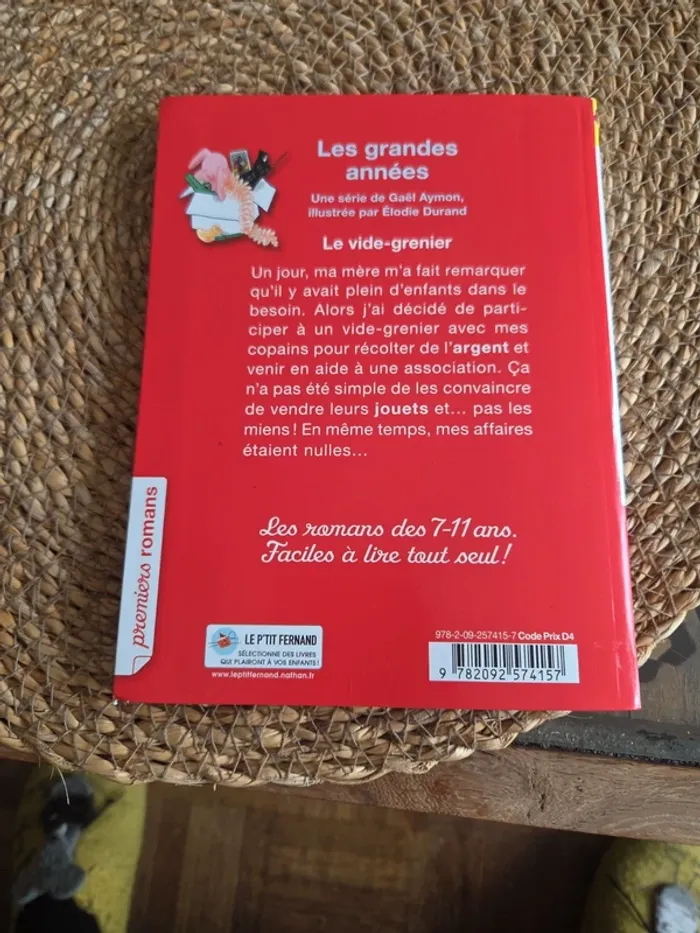 Les grandes
années
Une série de Gaël Aymon,
illustrée par Élodie Durand
Le vide-grenier
Un jour, ma mère m'a fait remarquer
qu'il y avait plein d'enfants dans le
besoin. Alors j'ai décidé de parti-
ciper à un vide-grenier avec mes
copains pour récolter de l'argent et
venir en aide à une association. Ça
n'a pas été simple de les convaincre
de vendre leurs jouets et... pas les
miens ! En même temps, mes affaires
étaient nulles...
Les romans des 7-11 ans.
Faciles à lire tout seul !
premiers romans
LE P'TIT FERNAND
SÉLECTIONNE DES LIVRES
QUI PLAIRONT À VOS ENFANTS !
www.leptitfernand.nathan.fr
978-2-09-257415-7 Code Prix D4
9 782092 574157